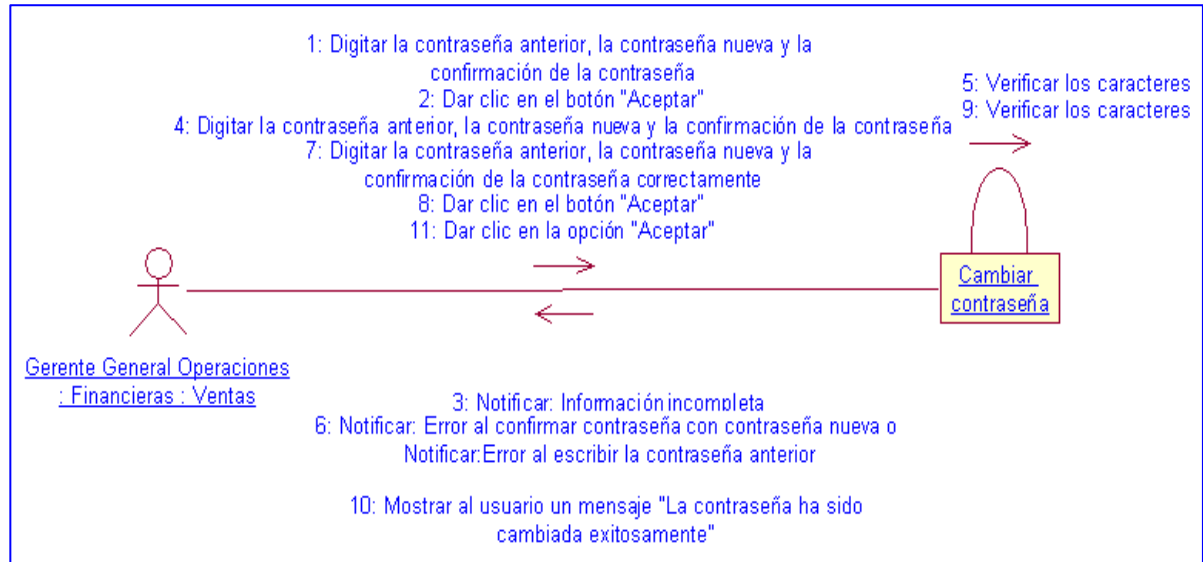 1: Digitar la contraseña anterior, la contraseña nueva y la
confirmación de la contraseña
2: Dar clic en el botón "Aceptar"
4: Digitar la contraseña anterior, la contraseña nueva y la confirmación de la contraseña
7: Digitar la contraseña anterior, la contraseña nueva y la
confirmación de la contraseña correctamente
8: Dar clic en el botón "Aceptar"
11: Dar clic en la opción "Aceptar"
5: Verificar los caracteres
9: Verificar los caracteres
Cambiar
contraseña
Gerente General Operaciones
: Financieras : Ventas
3: Notificar: Información incompleta
6: Notificar: Error al confirmar contraseña con contraseña nueva o
Notificar:Error al escribir la contraseña anterior
10: Mostrar al usuario un mensaje "La contraseña ha sido
cambiada exitosamente"